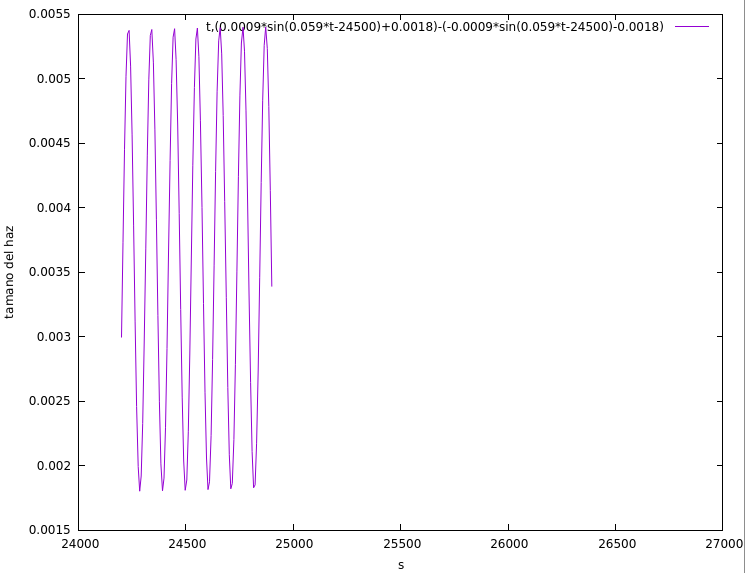 t,(0.0009*sin(0.059*t-24500)+0.0018)-(-0.0009*sin(0.059*t-24500)-0.0018)
0.0055
0.005
0.0045
0.004
0.0035
0.003
0.0025
0.002
0.0015
tamano del haz
24000 24500 25000 25500 26000 26500 27000
s